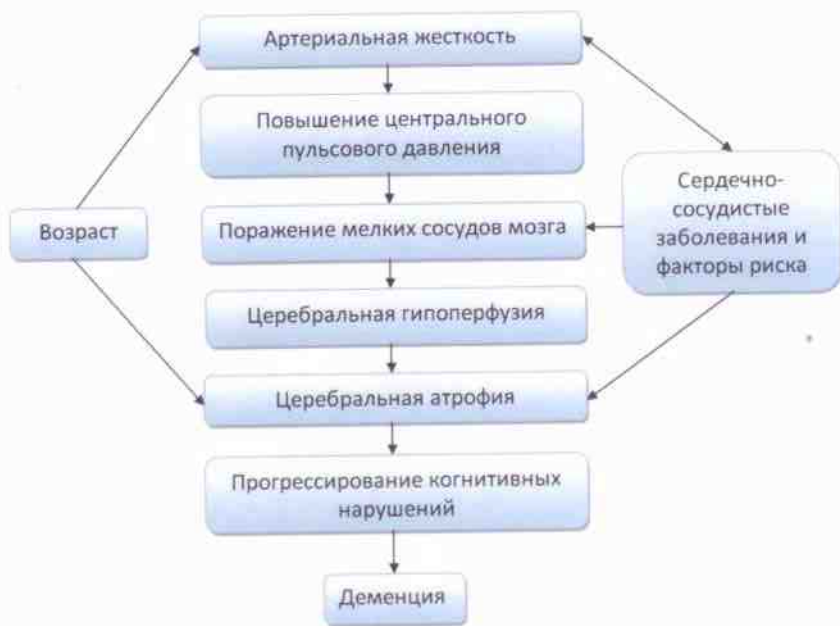 Артериальная жесткость
Повышение центрального
пульсового давления
Сердечно-
сосудистые
заболевания и
факторы риска
Возраст
Поражение мелких сосудов мозга
Церебральная гипоперфузия
Церебральная атрофия
Прогрессирование когнитивных
нарушений
Деменция